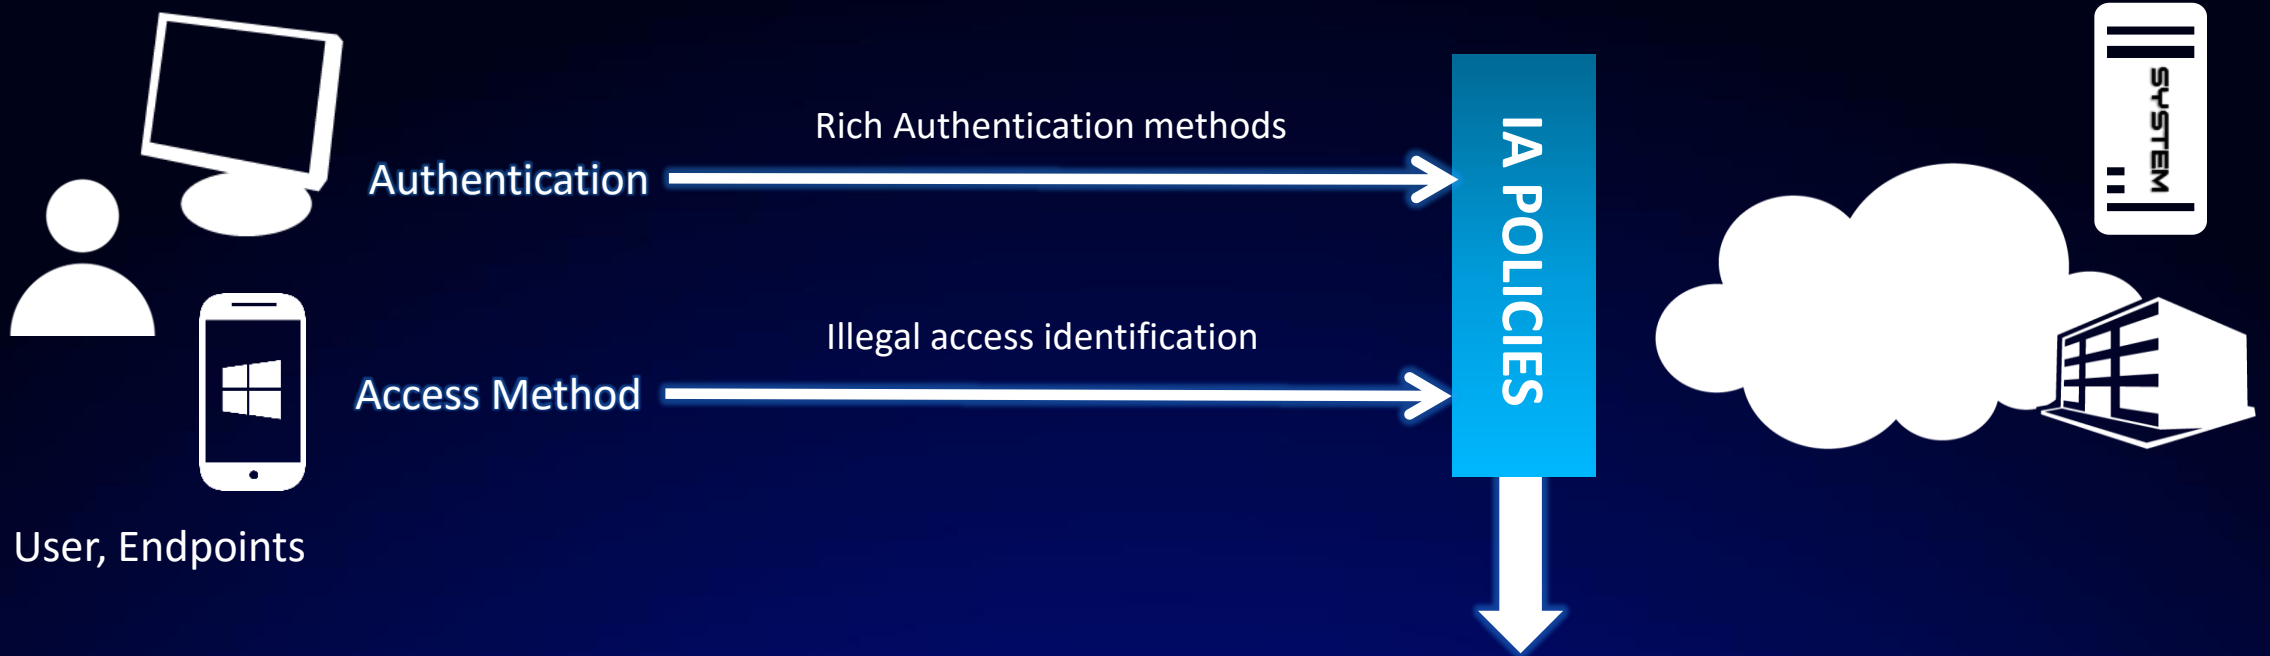 Rich Authentication methods
Authentication
Illegal access identification
Access Method
User, Endpoints
IA POLICIES
SYSTEM